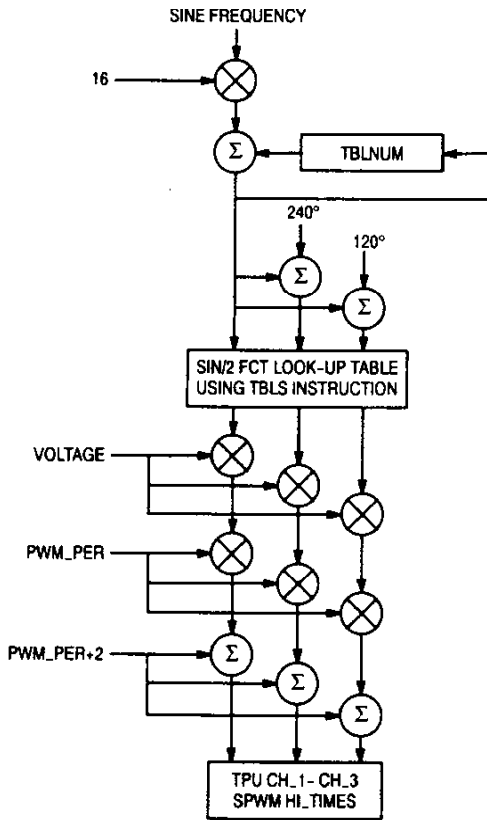 SINE FREQUENCY
16
Σ
TBLNUM
240°
120°
Σ
Σ
SIN/2 FCT LOOK-UP TABLE
USING TBLS INSTRUCTION
VOLTAGE
PWM_PER
PWM_PER+2
Σ
Σ
Σ
TPU CH_1- CH_3
SPWM HI_TIMES